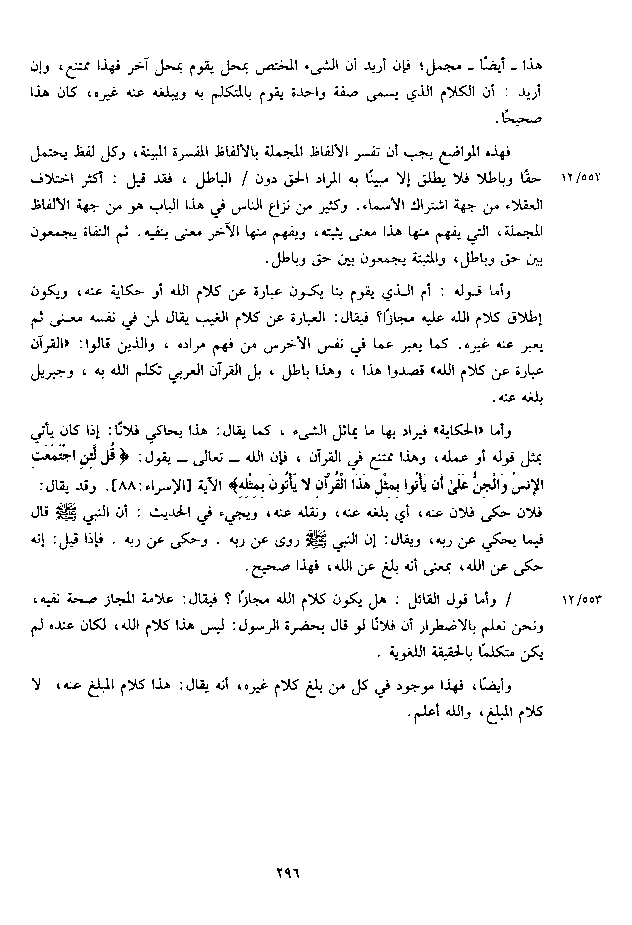 هذا ـ أيضًا ـ مجمل؛ فإن أريد أن الشيء المختص بمحل يقوم بمحل آخر فهذا ممتنع، وإن
أريد : أن الكلام الذي يسمى صفة واحدة يقوم بالمتكلم به ويبلغه عنه غيره، كان هذا
صحيحًا.
فهذه المواضع يجب أن تفسر الألفاظ المجملة بالألفاظ المفسرة المبينة، وكل لفظ يحتمل
١٢/٥٥٢ حقًا وباطلا فلا يطلق إلا مبينًا به المراد الحق دون / الباطل ، فقد قيل : أكثر اختلاف
العقلاء من جهة اشتراك الأسماء. وكثير من نزاع الناس في هذا الباب هو من جهة الألفاظ
المجملة، التي يفهم منها هذا معنى يثبته، ويفهم منها الآخر معنى ينفيه. ثم النفاة يجمعون
بين حق وباطل، والمثبتة يجمعون بين حق وباطل.
وأما قوله : أم الذي يقوم بنا يكون عبارة عن كلام الله أو حكاية عنه، ويكون
إطلاق كلام الله عليه مجازًا؟ فيقال: العبارة عن كلام الغيب يقال لمن في نفسه معنى ثم
يعبر عنه غيره. كما يعبر عما في نفس الأخرس من فهم مراده ، والذين قالوا: «القرآن
عبارة عن كلام الله» قصدوا هذا ، وهذا باطل ، بل القرآن العربي تكلم الله به ، وجبريل
بلغه عنه.
وأما «الحكاية» فيراد بها ما يماثل الشيء ، كما يقال: هذا يحاكي فلانًا: إذا كان يأتي
بمثل قوله أو عمله، وهذا ممتنع في القرآن ، فإن الله ــ تعالى ــ يقول: ﴿ قُل لَّئِنِ اجْتَمَعَتِ
الإِنسُ وَالْجِنُّ عَلَىٰ أَن يَأْتُوا بِمِثْلِ هَذَا الْقُرْآنِ لا يَأْتُونَ بِمِثْلِهِ﴾ الآية [الإسراء:٨٨]. وقد يقال:
فلان حكى فلان عنه، أي بلغه عنه، ونقله عنه، ويجيء في الحديث : أن النبي ﷺ قال
فيما يحكي عن ربه، ويقال: إن النبي ﷺ روى عن ربه . وحكى عن ربه . فإذا قيل: إنه
حكى عن الله، بمعنى أنه بلغ عن الله، فهذا صحيح.
١٢/٥٥٣ / وأما قول القائل : هل يكون كلام الله مجازًا ؟ فيقال: علامة المجاز صحة نفيه،
ونحن نعلم بالاضطرار أن فلانًا لو قال بحضرة الرسول: ليس هذا كلام الله، لكان عنده لم
يكن متكلمًا بالحقيقة اللغوية .
وأيضًا، فهذا موجود في كل من بلغ كلام غيره، أنه يقال: هذا كلام المبلغ عنه، لا
كلام المبلغ، والله أعلم.
٢٩٦